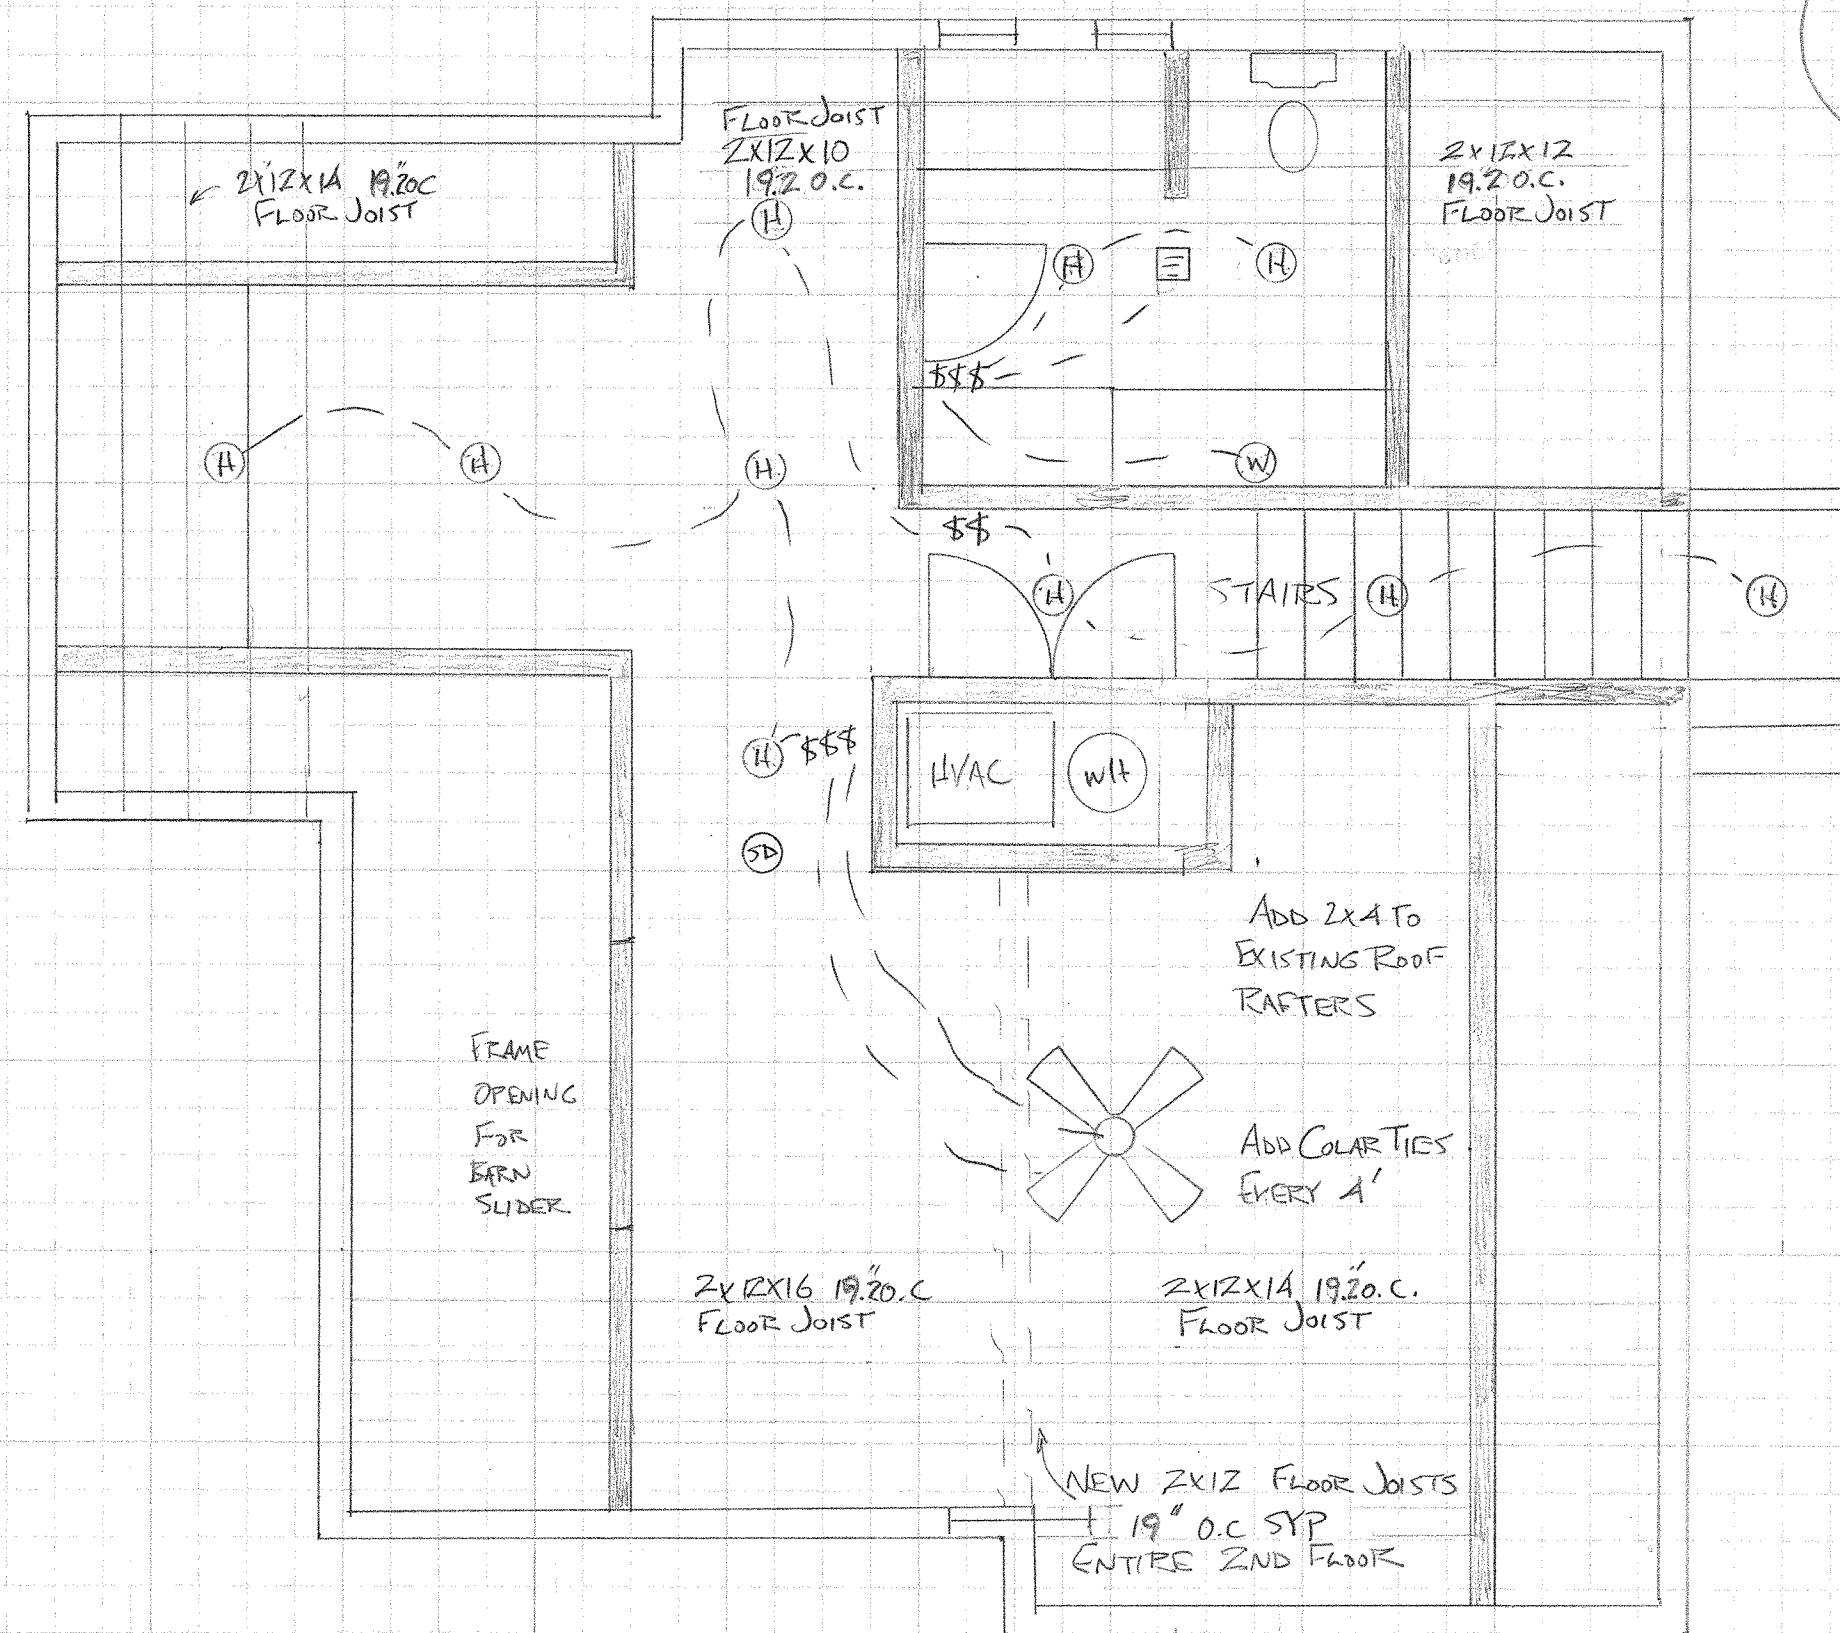 FLOOR JOIST
2X12X10
19.2 O.C.
2X12X14 19.2" OC
FLOOR JOIST
2X12X12
19.2 O.C.
FLOOR JOIST
H
H
H
$$$
H
H
H
W
$$
H
STAIRS
H
H
H
$$$
HVAC
WH
SD
ADD 2X4 TO
EXISTING ROOF
RAFTERS
FRAME
OPENING
FOR
BARN
SLIDER
ADD COLAR TIES
EVERY 4'
2X12X16 19.2" O.C
FLOOR JOIST
2X12X14 19.2" O.C.
FLOOR JOIST
NEW 2X12 FLOOR JOISTS
19" O.C SYP
ENTIRE 2ND FLOOR